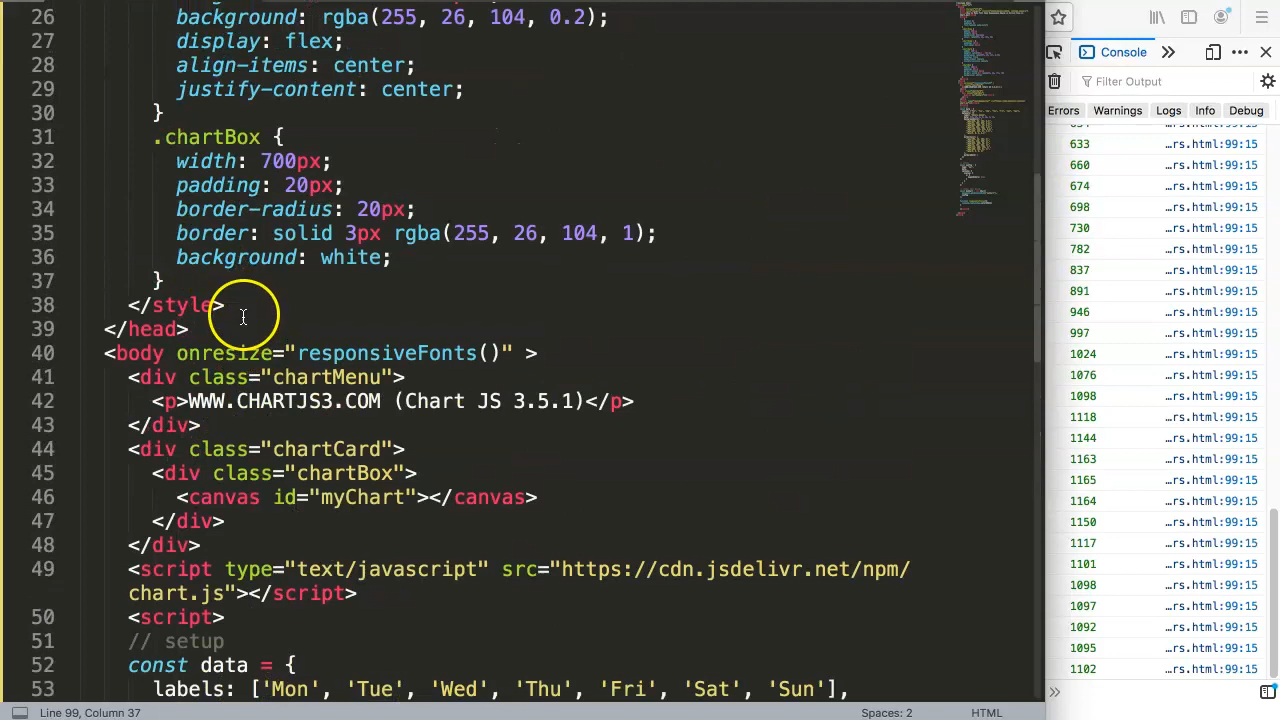 26 background: rgba(255, 26, 104, 0.2);
27 display: flex;
28 align-items: center;
29 justify-content: center;
30 }
31 .chartBox {
32 width: 700px;
33 padding: 20px;
34 border-radius: 20px;
35 border: solid 3px rgba(255, 26, 104, 1);
36 background: white;
37 }
38 </style>
39 </head>
40 <body onresize="responsiveFonts()" >
41 <div class="chartMenu">
42 <p>WWW.CHARTJS3.COM (Chart JS 3.5.1)</p>
43 </div>
44 <div class="chartCard">
45 <div class="chartBox">
46 <canvas id="myChart"></canvas>
47 </div>
48 </div>
49 <script type="text/javascript" src="https://cdn.jsdelivr.net/npm/
chart.js"></script>
50 <script>
51 // setup
52 const data = {
53 labels: ['Mon', 'Tue', 'Wed', 'Thu', 'Fri', 'Sat', 'Sun'],
Line 99, Column 37
Spaces: 2
HTML
Console
Filter Output
Errors Warnings Logs Info Debug
633 …rs.html:99:15
660 …rs.html:99:15
674 …rs.html:99:15
698 …rs.html:99:15
730 …rs.html:99:15
782 …rs.html:99:15
837 …rs.html:99:15
891 …rs.html:99:15
946 …rs.html:99:15
997 …rs.html:99:15
1024 …rs.html:99:15
1076 …rs.html:99:15
1098 …rs.html:99:15
1118 …rs.html:99:15
1144 …rs.html:99:15
1163 …rs.html:99:15
1165 …rs.html:99:15
1164 …rs.html:99:15
1150 …rs.html:99:15
1117 …rs.html:99:15
1101 …rs.html:99:15
1098 …rs.html:99:15
1097 …rs.html:99:15
1092 …rs.html:99:15
1095 …rs.html:99:15
1102 …rs.html:99:15